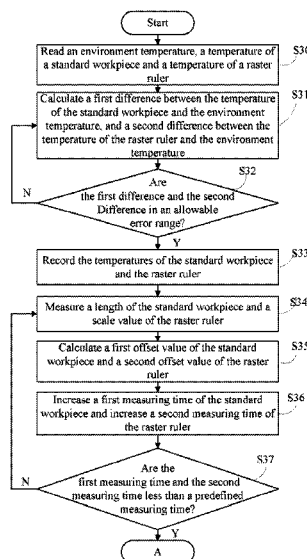 Start
Read an environment temperature, a temperature of
a standard workpiece and a temperature of a raster
ruler
S30
Calculate a first difference between the temperature
of the standard workpiece and the environment
temperature, and a second difference between the
temperature of the raster ruler and the environment
temperature
S31
Are
the first difference and the second
Difference in an allowable
error range?
S32
N
Y
Record the temperatures of the standard workpiece
and the raster ruler
S33
Measure a length of the standard workpiece and a
scale value of the raster ruler
S34
Calculate a first offset value of the standard
workpiece and a second offset value of the raster
ruler
S35
Increase a first measuring time of the standard
workpiece and increase a second measuring time of
the raster ruler
S36
Are the
first measuring time and the second
measuring time less than a predefined
measuring time?
S37
N
Y
A